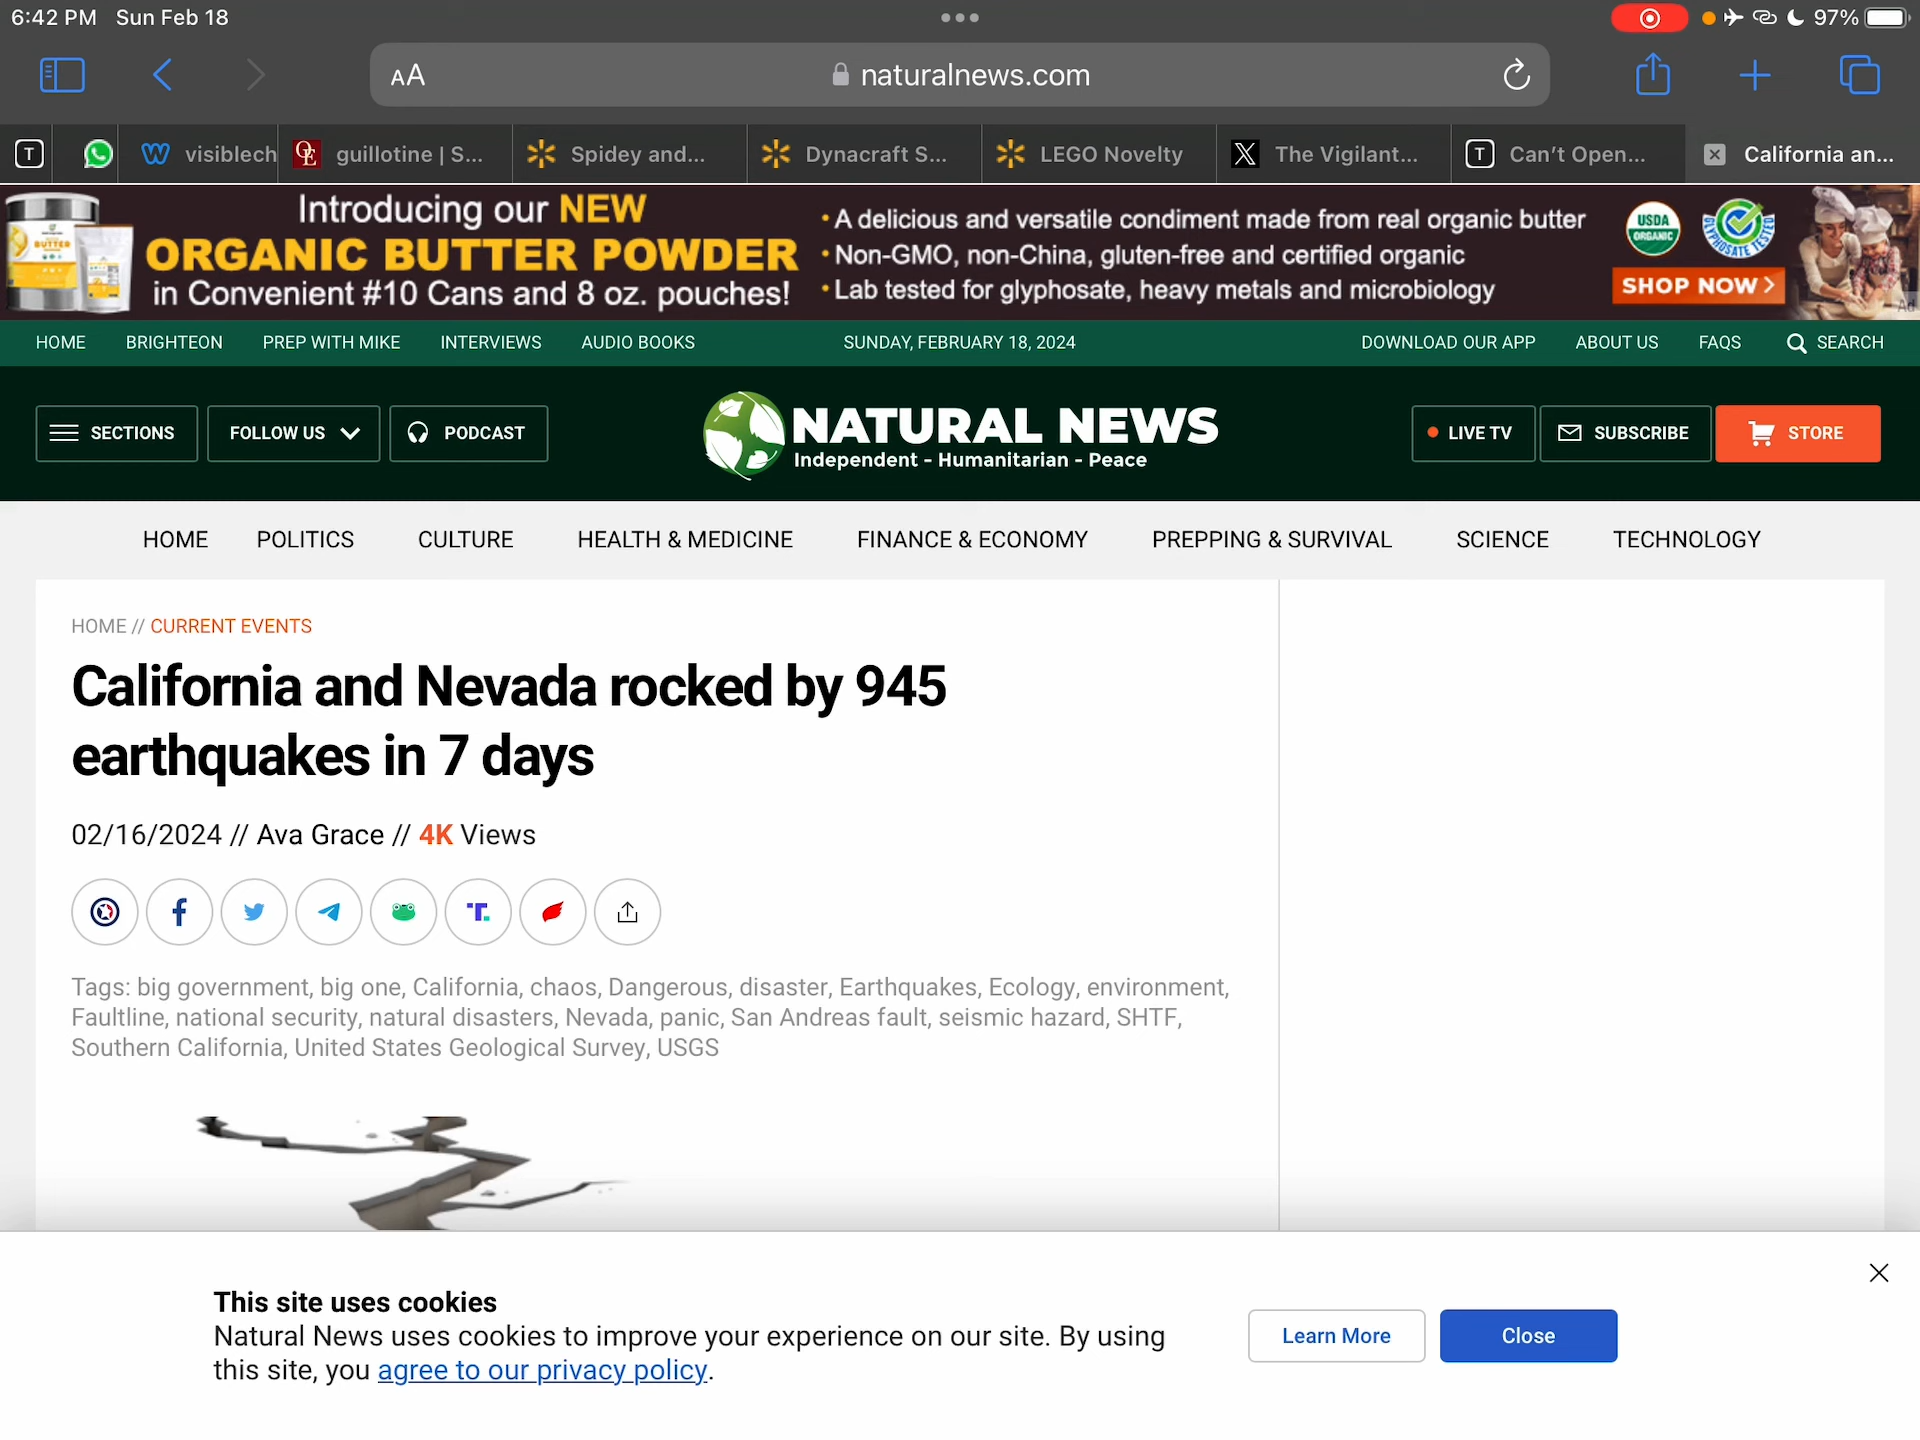 6:42 PM Sun Feb 18
97%
AA
naturalnews.com
T
visiblech
guillotine | S...
Spidey and...
Dynacraft S...
LEGO Novelty
The Vigilant...
T
Can't Open...
California an...
Introducing our NEW
ORGANIC BUTTER POWDER
in Convenient #10 Cans and 8 oz. pouches!
• A delicious and versatile condiment made from real organic butter
• Non-GMO, non-China, gluten-free and certified organic
• Lab tested for glyphosate, heavy metals and microbiology
BUTTER
USDA
ORGANIC
GLYPHOSATE TESTED
SHOP NOW >
Ad
HOME BRIGHTEON PREP WITH MIKE INTERVIEWS AUDIO BOOKS SUNDAY, FEBRUARY 18, 2024 DOWNLOAD OUR APP ABOUT US FAQS SEARCH
SECTIONS FOLLOW US PODCAST
NATURAL NEWS
Independent - Humanitarian - Peace
LIVE TV SUBSCRIBE STORE
HOME POLITICS CULTURE HEALTH & MEDICINE FINANCE & ECONOMY PREPPING & SURVIVAL SCIENCE TECHNOLOGY
HOME // CURRENT EVENTS
California and Nevada rocked by 945
earthquakes in 7 days
02/16/2024 // Ava Grace // 4K Views
T.
Tags: big government, big one, California, chaos, Dangerous, disaster, Earthquakes, Ecology, environment,
Faultline, national security, natural disasters, Nevada, panic, San Andreas fault, seismic hazard, SHTF,
Southern California, United States Geological Survey, USGS
This site uses cookies
Natural News uses cookies to improve your experience on our site. By using
this site, you agree to our privacy policy.
Learn More
Close